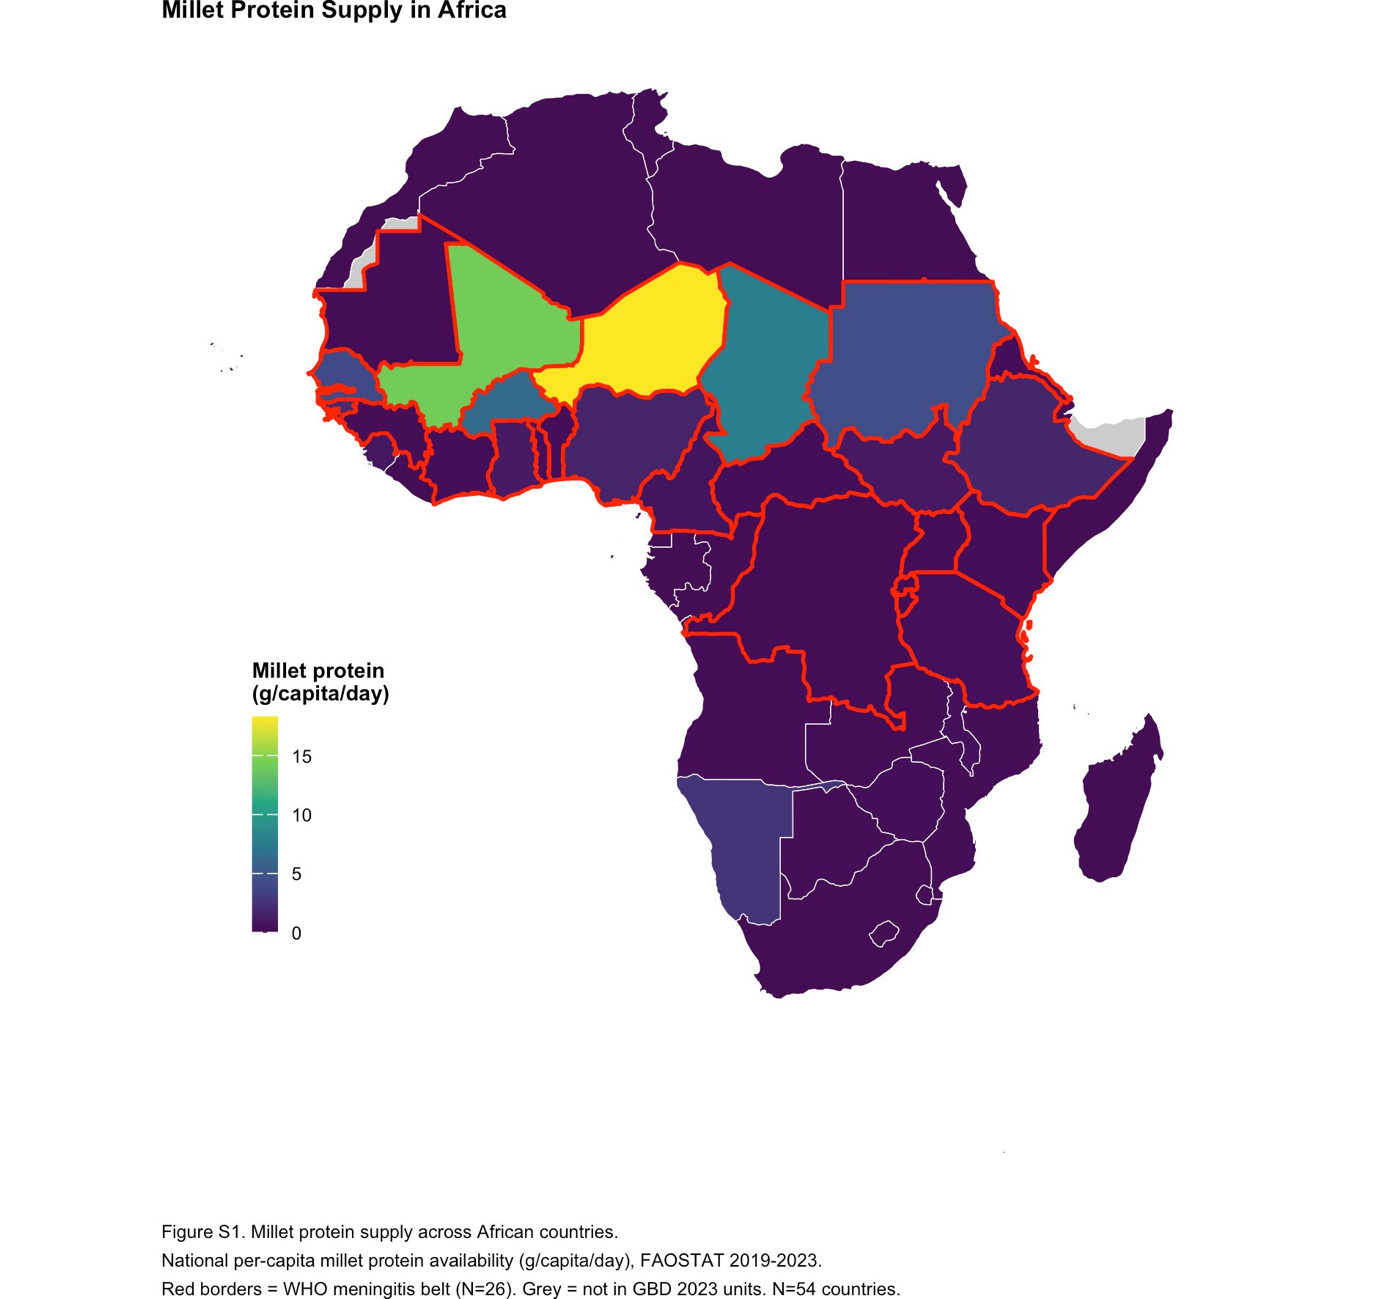 Millet Protein Supply in Africa
Millet protein
(g/capita/day)
15
10
5
0
Figure S1. Millet protein supply across African countries.
National per-capita millet protein availability (g/capita/day), FAOSTAT 2019-2023.
Red borders = WHO meningitis belt (N=26). Grey = not in GBD 2023 units. N=54 countries.